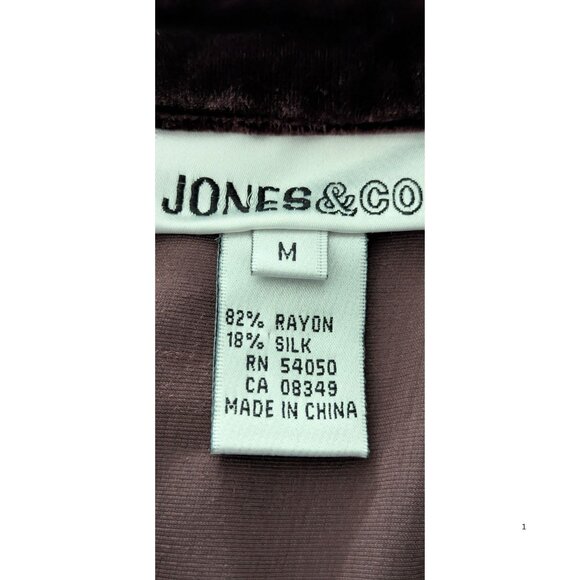 JONES&CO
M
82% RAYON
18% SILK
RN 54050
CA 08349
MADE IN CHINA
1